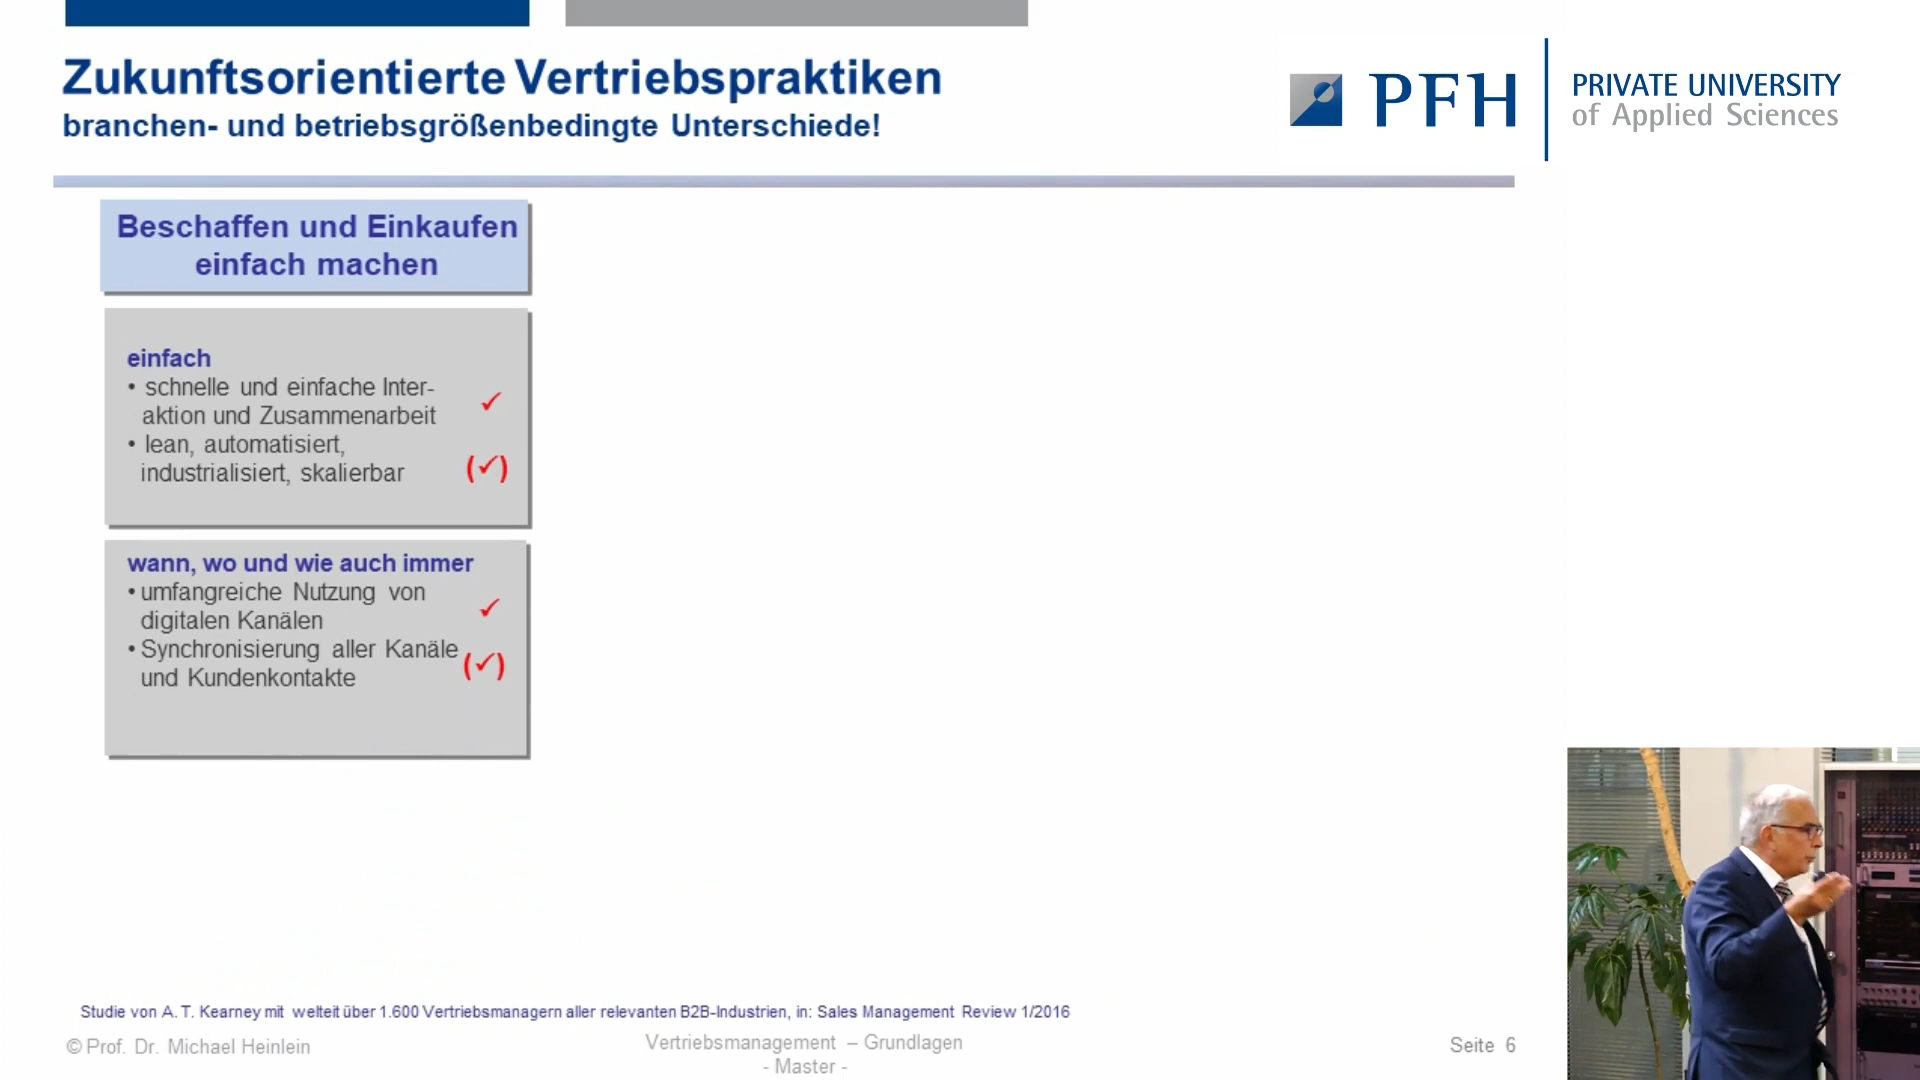 Zukunftsorientierte Vertriebspraktiken
branchen- und betriebsgrößenbedingte Unterschiede!
PFH
PRIVATE UNIVERSITY
of Applied Sciences
Beschaffen und Einkaufen
einfach machen
einfach
• schnelle und einfache Inter-
aktion und Zusammenarbeit ✓
• lean, automatisiert,
industrialisiert, skalierbar (✓)
wann, wo und wie auch immer
• umfangreiche Nutzung von
digitalen Kanälen ✓
• Synchronisierung aller Kanäle
und Kundenkontakte (✓)
Studie von A. T. Kearney mit welteit über 1.600 Vertriebsmanagern aller relevanten B2B-Industrien, in: Sales Management Review 1/2016
© Prof. Dr. Michael Heinlein
Vertriebsmanagement – Grundlagen
- Master -
Seite 6